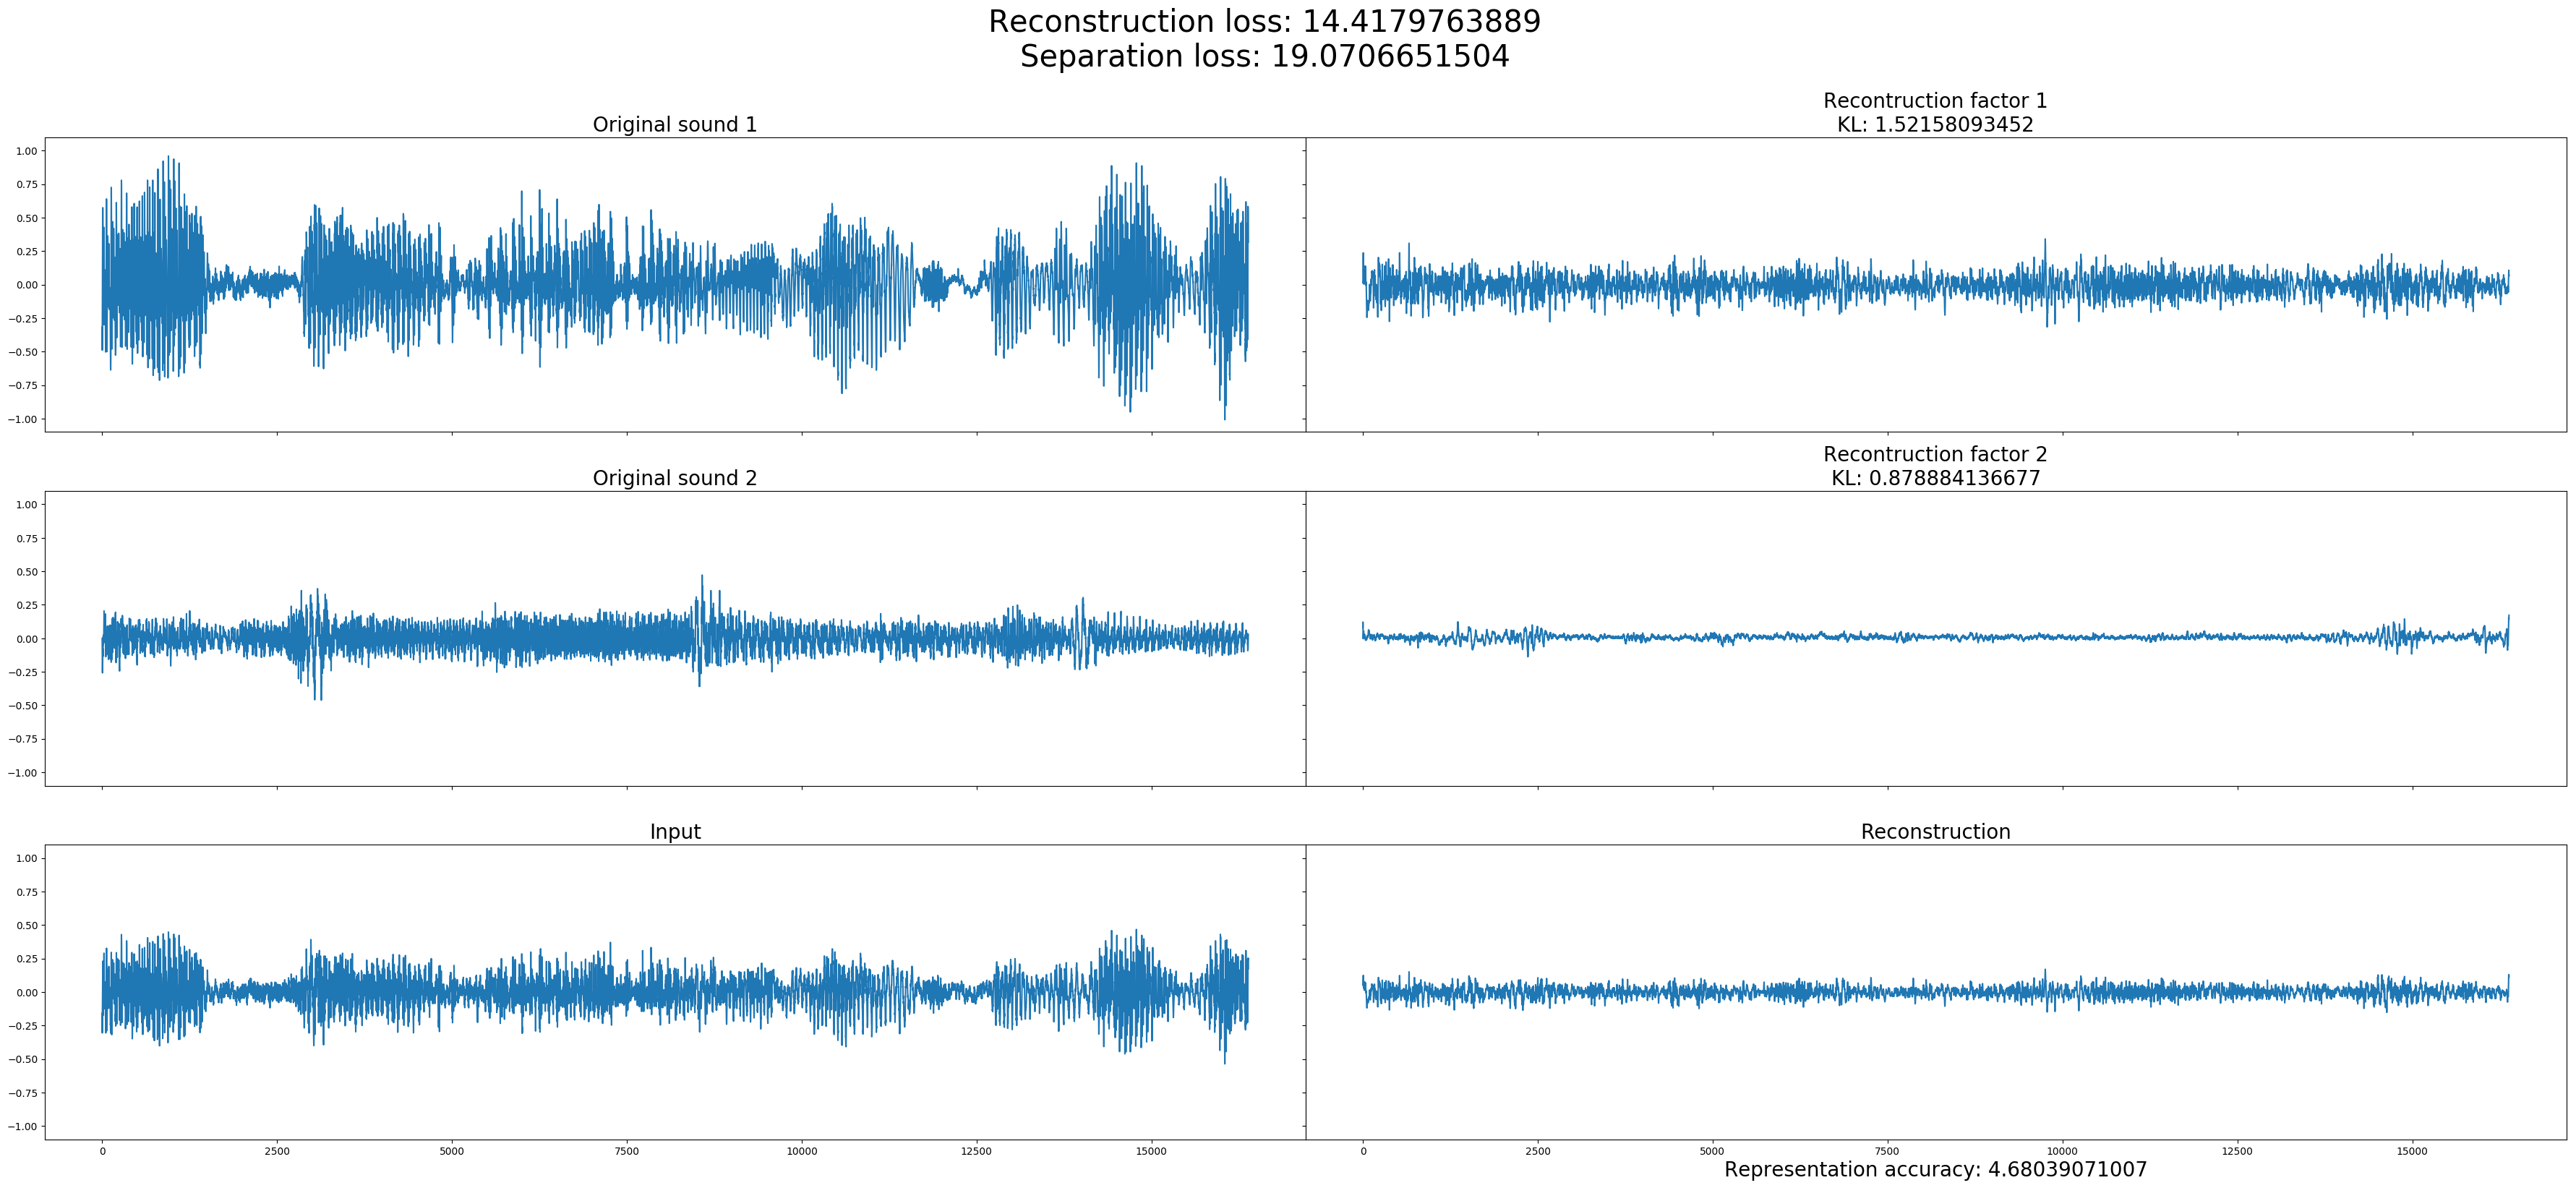 Reconstruction loss: 14.4179763889
Separation loss: 19.0706651504
Original sound 1
Recontruction factor 1
KL: 1.52158093452
1.00
0.75
0.50
0.25
0.00
−0.25
−0.50
−0.75
−1.00
Original sound 2
Recontruction factor 2
KL: 0.878884136677
1.00
0.75
0.50
0.25
0.00
−0.25
−0.50
−0.75
−1.00
Input
Reconstruction
1.00
0.75
0.50
0.25
0.00
−0.25
−0.50
−0.75
−1.00
0 2500 5000 7500 10000 12500 15000
0 2500 5000 7500 10000 12500 15000
Representation accuracy: 4.68039071007